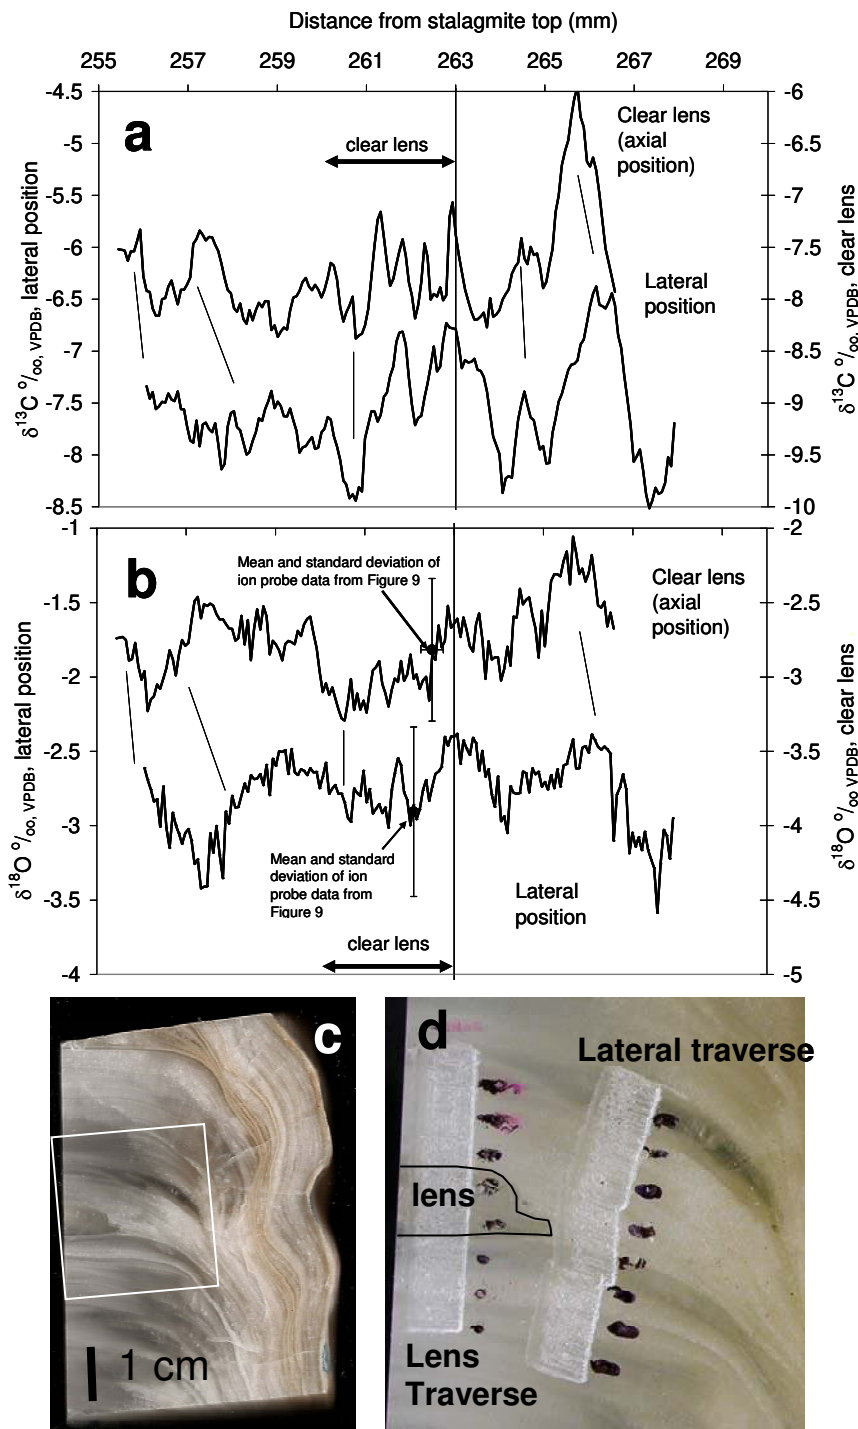 Distance from stalagmite top (mm)
255 257 259 261 263 265 267 269
-4.5
-5
-5.5
-6
-6.5
-7
-7.5
-8
-8.5
δ13C o/oo, VPDB, lateral position
a
clear lens
Clear lens
(axial
position)
Lateral
position
-6
-6.5
-7
-7.5
-8
-8.5
-9
-9.5
-10
δ13C o/oo, VPDB, clear lens
-1
-1.5
-2
-2.5
-3
-3.5
-4
δ18O o/oo, VPDB, lateral position
b
Mean and standard deviation of
ion probe data from Figure 9
Clear lens
(axial
position)
Mean and standard
deviation of ion
probe data from
Figure 9
Lateral
position
clear lens
-2
-2.5
-3
-3.5
-4
-4.5
-5
δ18O o/oo VPDB, clear lens
c
1 cm
d
Lateral traverse
lens
Lens
Traverse